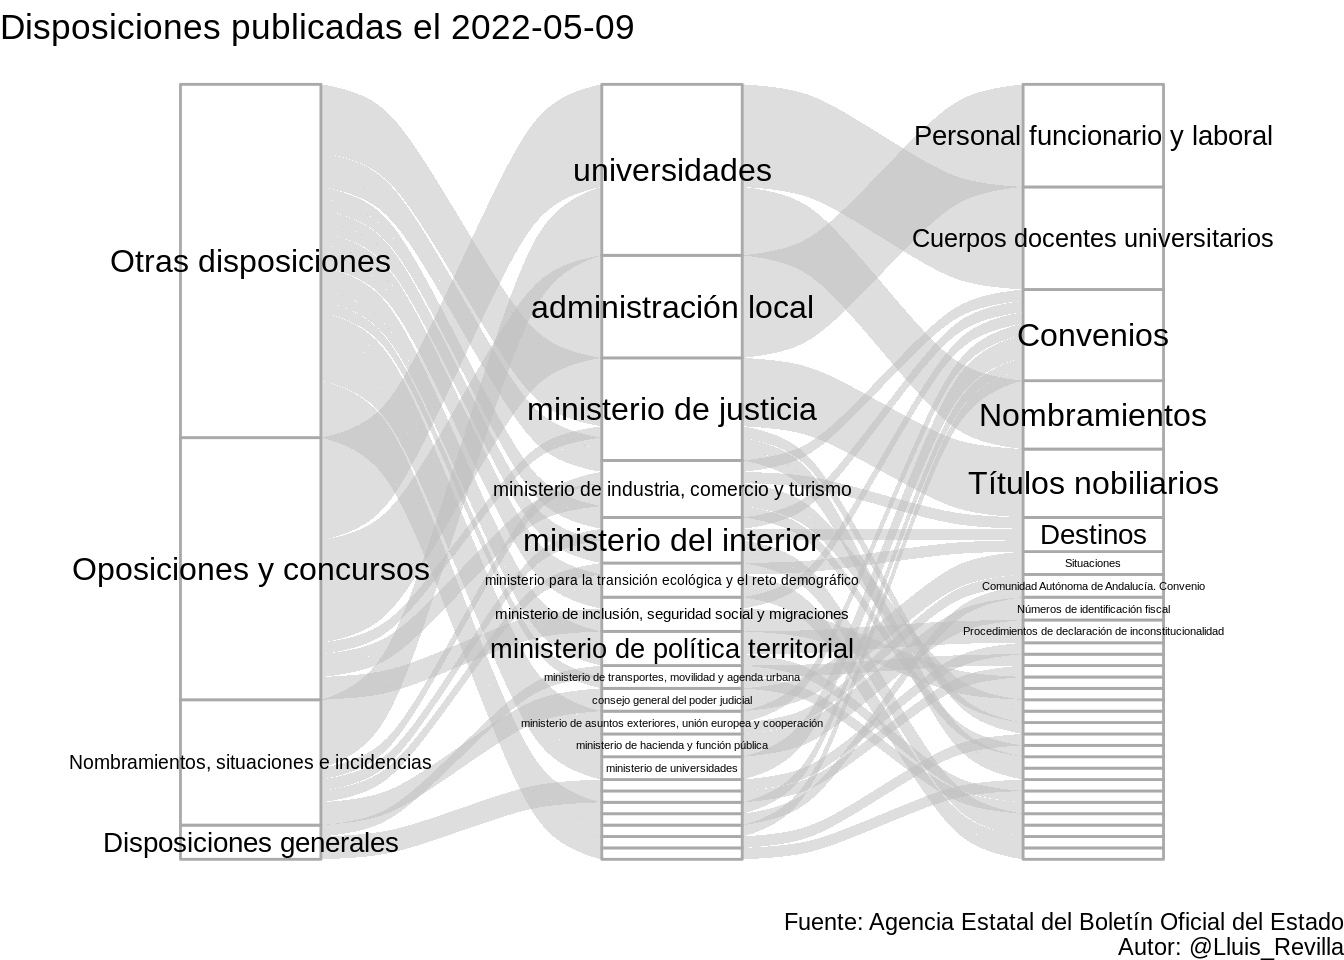 Disposiciones publicadas el 2022-05-09
Otras disposiciones
Oposiciones y concursos
Nombramientos, situaciones e incidencias
Disposiciones generales
universidades
administración local
ministerio de justicia
ministerio de industria, comercio y turismo
ministerio del interior
ministerio para la transición ecológica y el reto demográfico
ministerio de inclusión, seguridad social y migraciones
ministerio de política territorial
ministerio de transportes, movilidad y agenda urbana
consejo general del poder judicial
ministerio de asuntos exteriores, unión europea y cooperación
ministerio de hacienda y función pública
ministerio de universidades
Personal funcionario y laboral
Cuerpos docentes universitarios
Convenios
Nombramientos
Títulos nobiliarios
Destinos
Situaciones
Comunidad Autónoma de Andalucía. Convenio
Números de identificación fiscal
Procedimientos de declaración de inconstitucionalidad
Fuente: Agencia Estatal del Boletín Oficial del Estado
Autor: @Lluis_Revilla